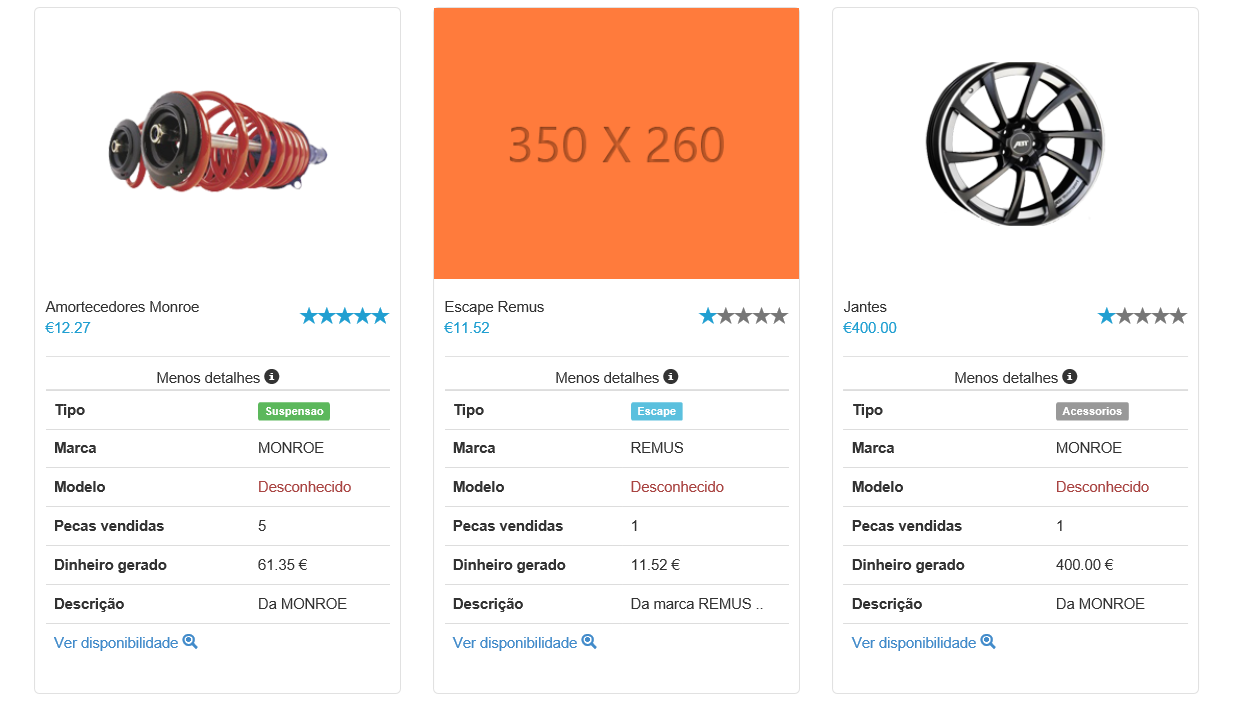 350 X 260
Amortecedores Monroe
€12.27
Menos detalhes
Tipo Suspensao
Marca MONROE
Modelo Desconhecido
Pecas vendidas 5
Dinheiro gerado 61.35 €
Descrição Da MONROE
Ver disponibilidade
Escape Remus
€11.52
Menos detalhes
Tipo Escape
Marca REMUS
Modelo Desconhecido
Pecas vendidas 1
Dinheiro gerado 11.52 €
Descrição Da marca REMUS ..
Ver disponibilidade
ABT
Jantes
€400.00
Menos detalhes
Tipo Acessorios
Marca MONROE
Modelo Desconhecido
Pecas vendidas 1
Dinheiro gerado 400.00 €
Descrição Da MONROE
Ver disponibilidade